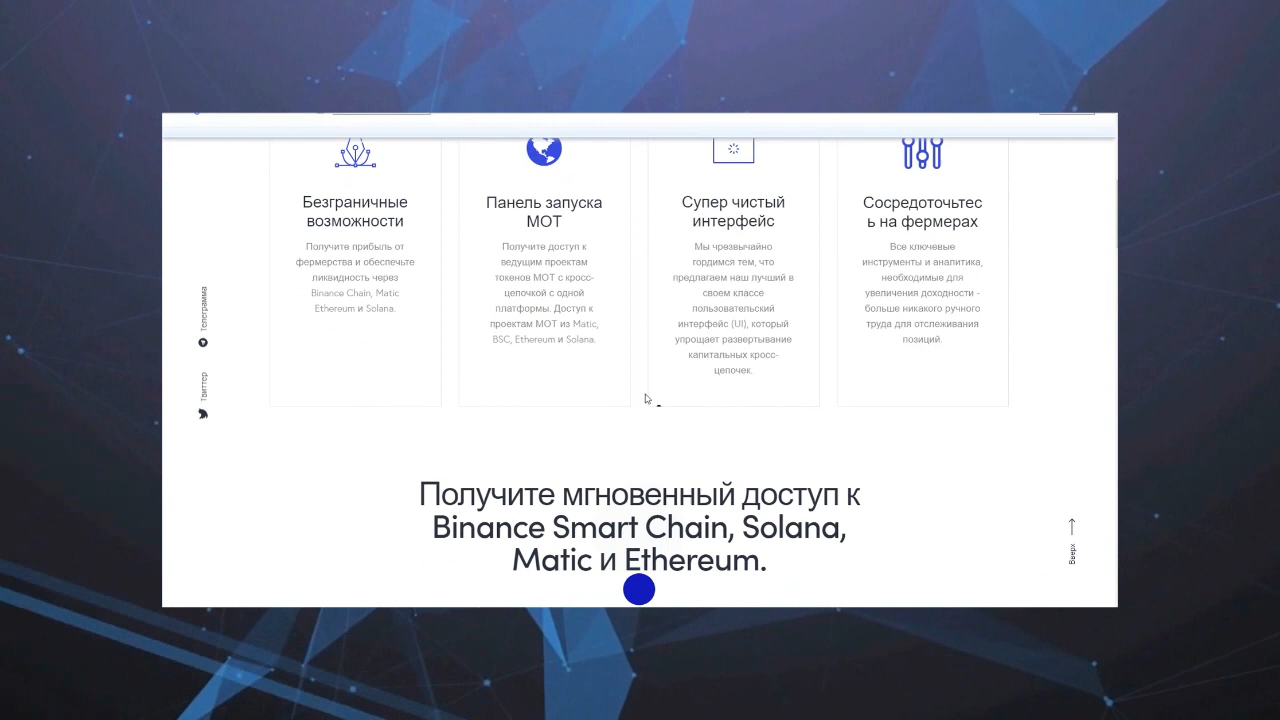 Безграничные
возможности
Получите прибыль от
фермерства и обеспечьте
ликвидность через
Binance Chain, Matic
Ethereum и Solana.
Панель запуска
МОТ
Получите доступ к
ведущим проектам
токенов МОТ с кросс-
цепочкой с одной
платформы. Доступ к
проектам МОТ из Matic,
BSC, Ethereum и Solana.
Супер чистый
интерфейс
Мы чрезвычайно
гордимся тем, что
предлагаем наш лучший в
своем классе
пользовательский
интерфейс (UI), который
упрощает развертывание
капитальных кросс-
цепочек.
Сосредоточьтес
ь на фермерах
Все ключевые
инструменты и аналитика,
необходимые для
увеличения доходности -
больше никакого ручного
труда для отслеживания
позиций.
Телеграмма
Твиттер
Получите мгновенный доступ к
Binance Smart Chain, Solana,
Matic и Ethereum.
Вверх